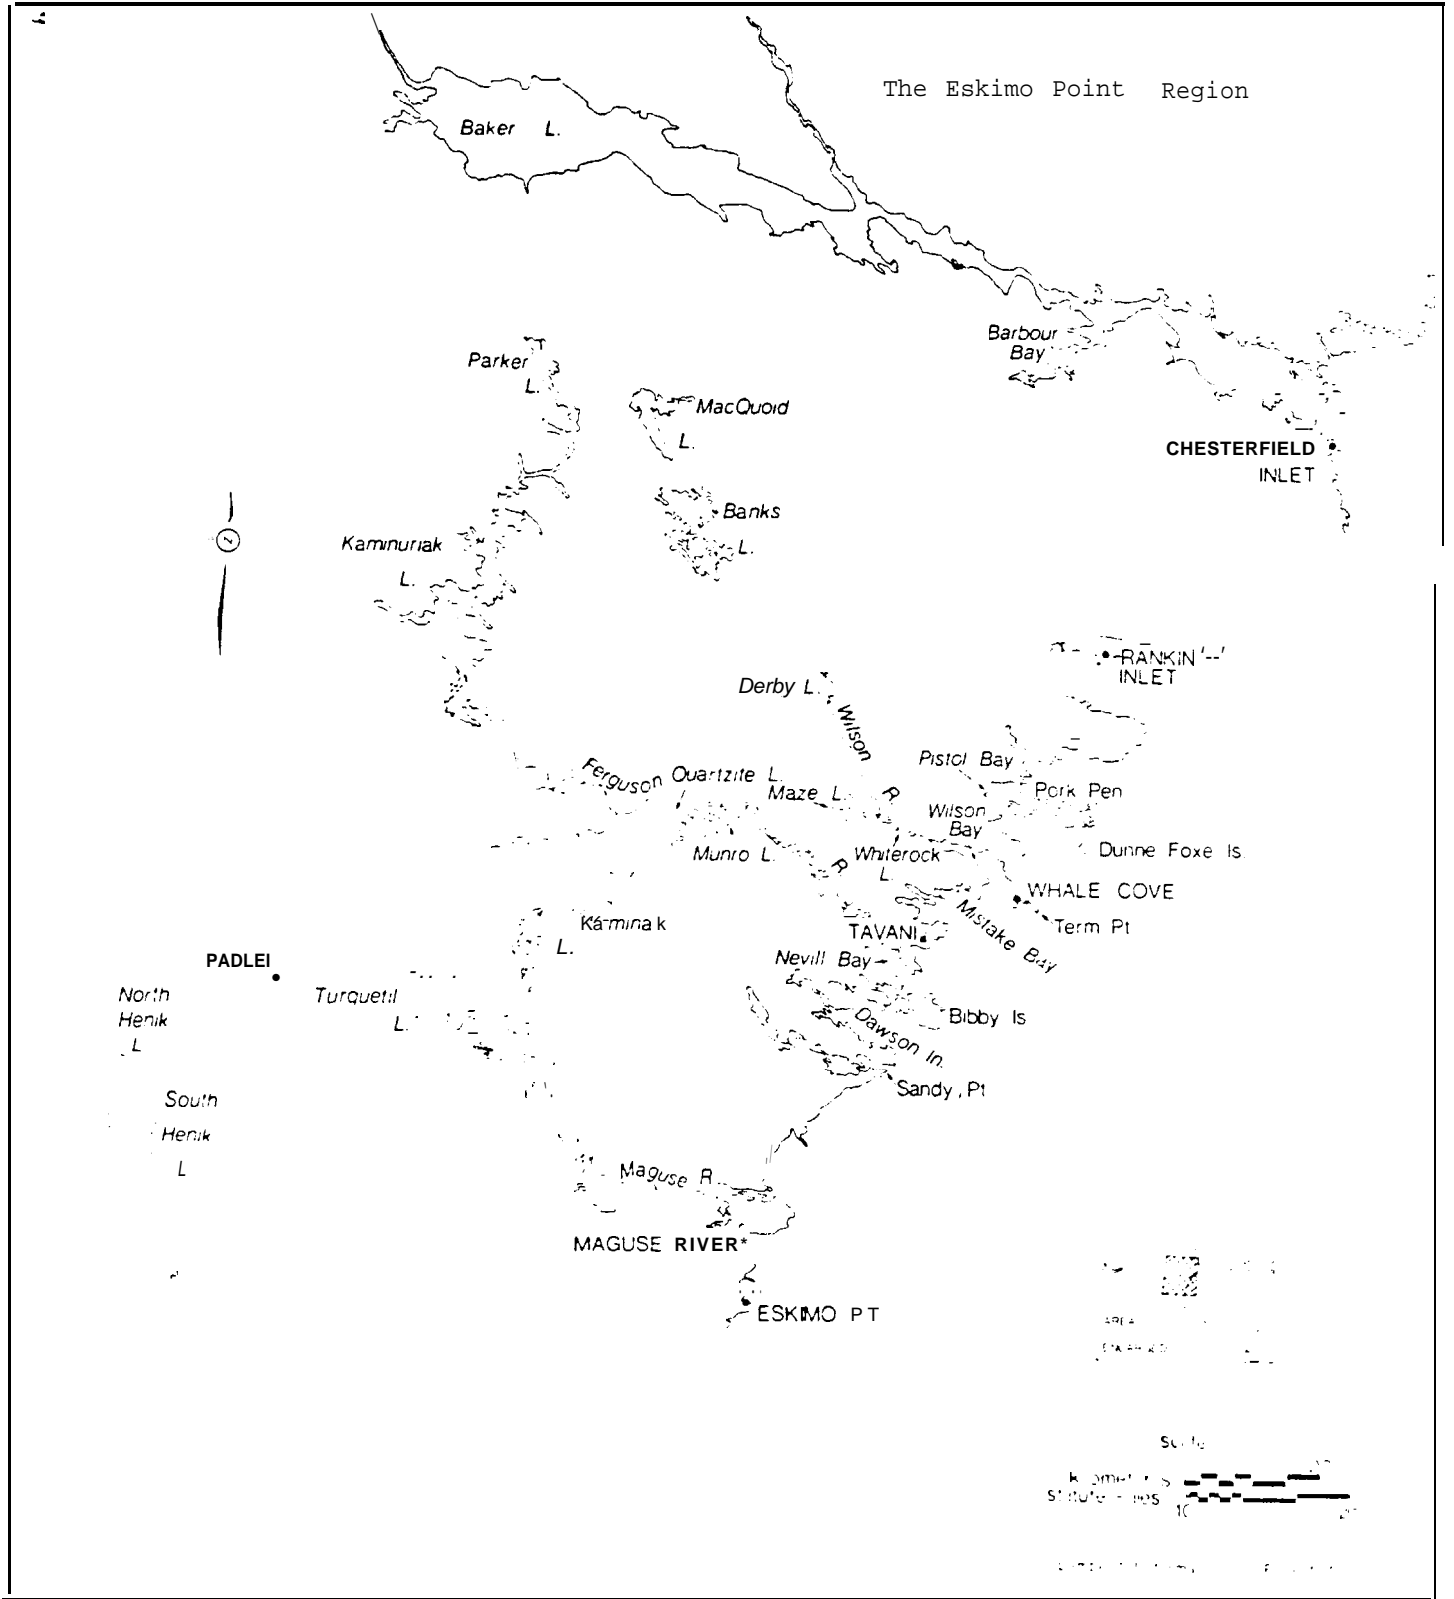 The Eskimo Point Region
Baker L.
Barbour
Bay
Parker
L.
MacQuoid
L.
CHESTERFIELD
INLET
Banks
L.
Kaminuriak
L.
RANKIN
INLET
Derby L.
Wilson
R
Pistol Bay
Ferguson
Quartzite L.
Maze L.
Pork Pen
Wilson
Bay
Munro L.
R
Whiterock
L.
Dunne Foxe Is.
WHALE COVE
Mistake Bay
Term Pt
Kaminak
L.
TAVANI
Nevill Bay
PADLEI
North
Henik
L
Turquetil
L.
Bibby Is
Dawson In.
Sandy Pt
South
Henik
L
Maguse R
MAGUSE RIVER*
ESKIMO PT
AREA